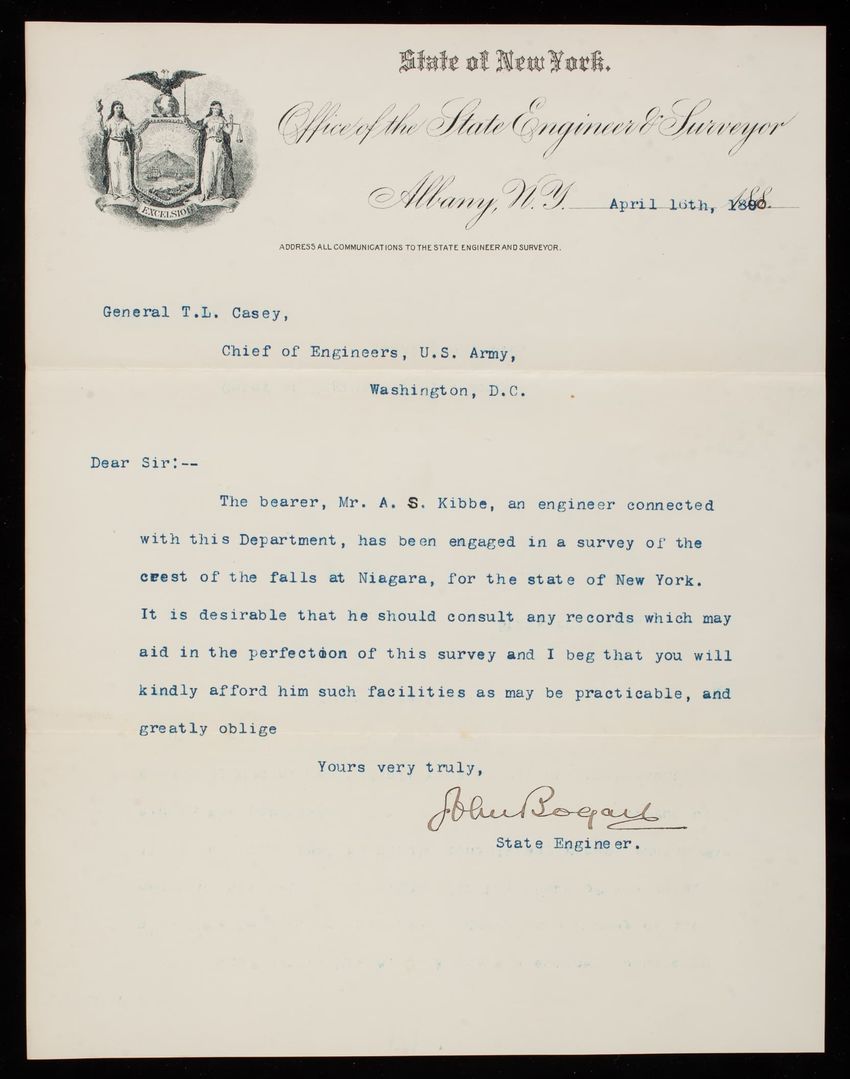 State of New York.
Office of the State Engineer & Surveyor
Albany, N.Y. April 16th, 1890.
EXCELSIOR
ADDRESS ALL COMMUNICATIONS TO THE STATE ENGINEER AND SURVEYOR.
General T.L. Casey,
Chief of Engineers, U.S. Army,
Washington, D.C.
Dear Sir:--
The bearer, Mr. A. S. Kibbe, an engineer connected
with this Department, has been engaged in a survey of the
crest of the falls at Niagara, for the state of New York.
It is desirable that he should consult any records which may
aid in the perfection of this survey and I beg that you will
kindly afford him such facilities as may be practicable, and
greatly oblige
Yours very truly,
John Bogart
State Engineer.